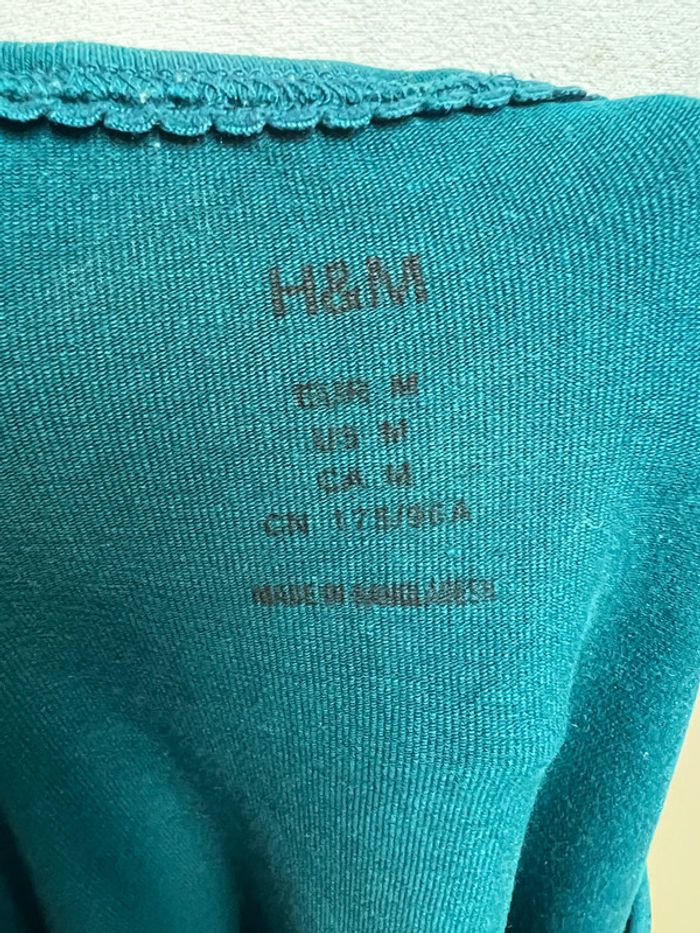 H&M
EUR M
US M
CA M
CN 175/96A
MADE IN BANGLADESH